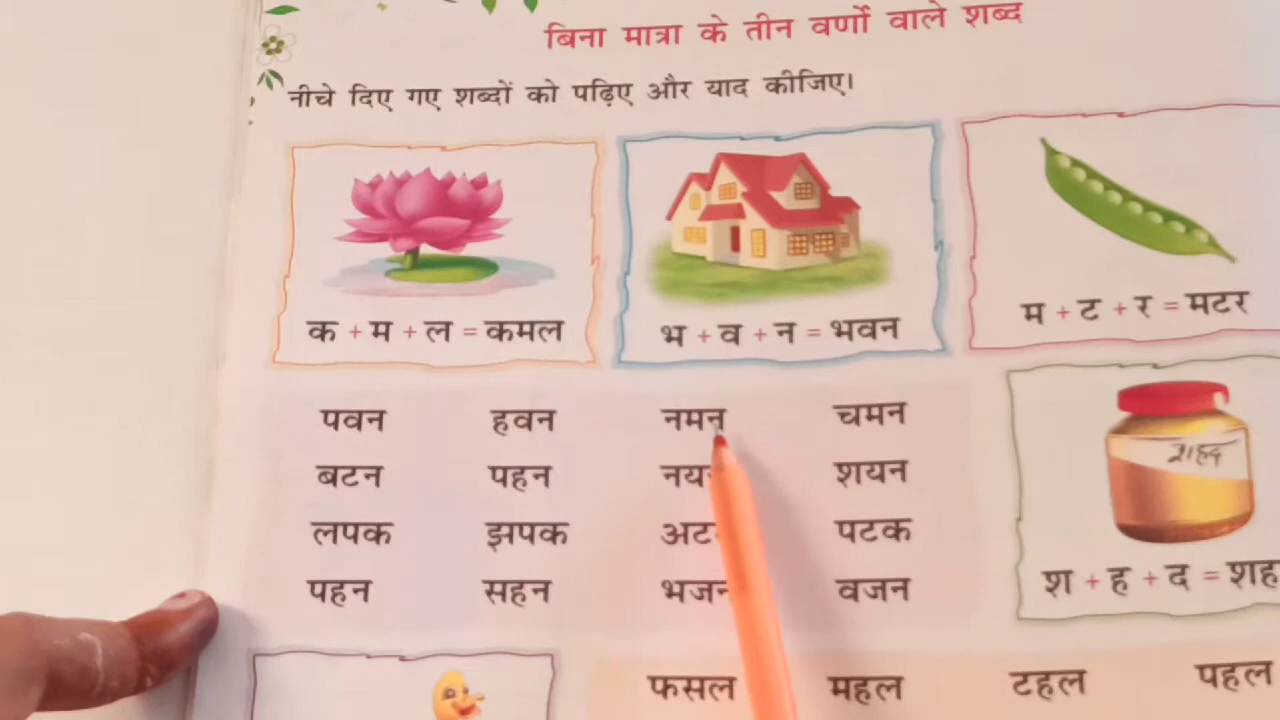 बिना मात्रा के तीन वर्णों वाले शब्द
नीचे दिए गए शब्दों को पढ़िए और याद कीजिए।
क + म + ल = कमल
भ + व + न = भवन
म + ट + र = मटर
पवन हवन नमन चमन
बटन पहन शयन
लपक झपक पटक
पहन सहन भजन वजन
शहद
श + ह + द =
फसल महल टहल पहल